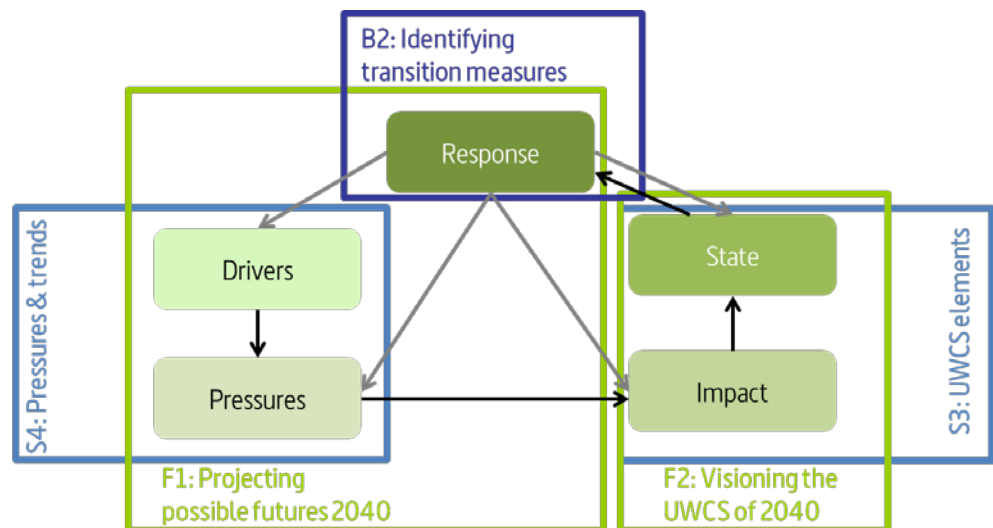 B2: Identifying
transition measures
Response
S4: Pressures & trends
Drivers
State
S3: UWCS elements
Pressures
Impact
F1: Projecting
possible futures 2040
F2: Visioning the
UWCS of 2040